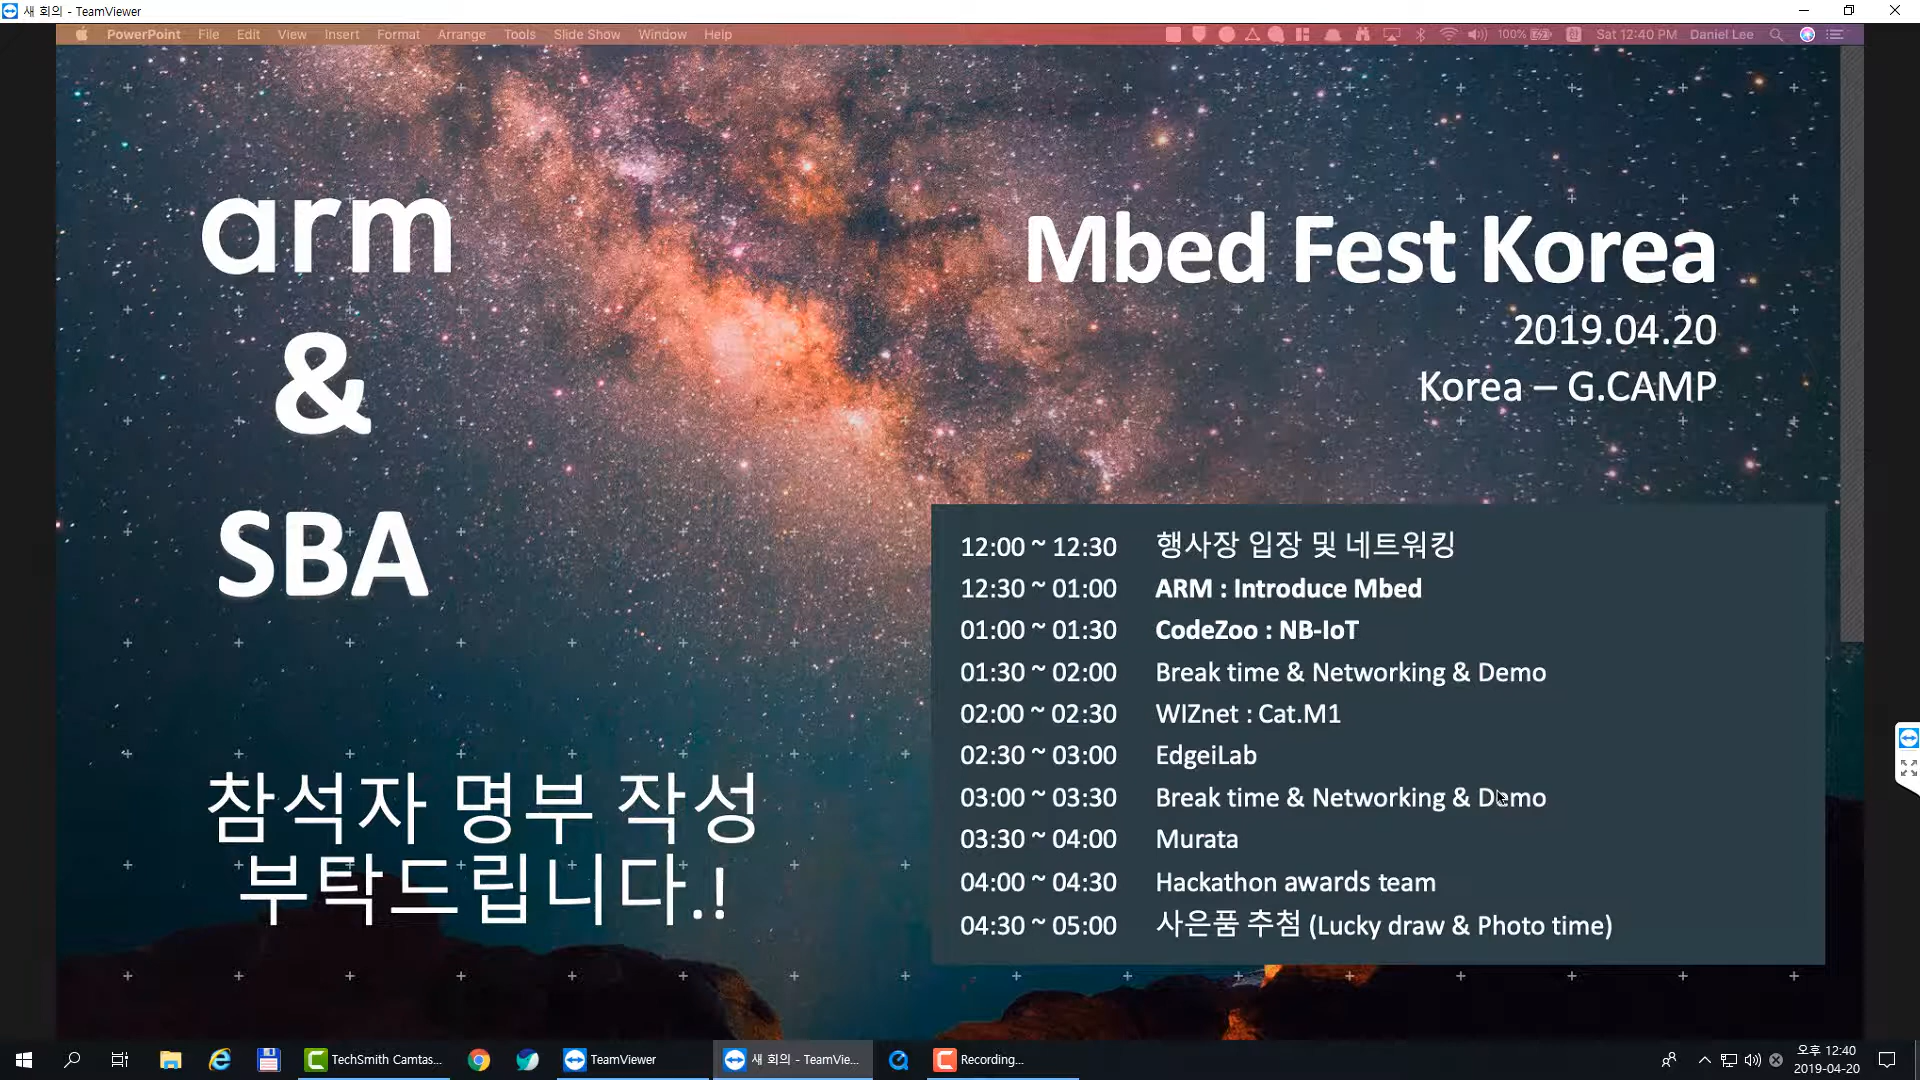 새 회의 - TeamViewer
PowerPoint File Edit View Insert Format Arrange Tools Slide Show Window Help
100% Sat 12:40 PM Daniel Lee
arm
&
SBA
참석자 명부 작성
부탁드립니다.!
Mbed Fest Korea
2019.04.20
Korea – G.CAMP
12:00 ~ 12:30 행사장 입장 및 네트워킹
12:30 ~ 01:00 ARM : Introduce Mbed
01:00 ~ 01:30 CodeZoo : NB-IoT
01:30 ~ 02:00 Break time & Networking & Demo
02:00 ~ 02:30 WIZnet : Cat.M1
02:30 ~ 03:00 EdgeiLab
03:00 ~ 03:30 Break time & Networking & Demo
03:30 ~ 04:00 Murata
04:00 ~ 04:30 Hackathon awards team
04:30 ~ 05:00 사은품 추첨 (Lucky draw & Photo time)
TechSmith Camtas... TeamViewer 새 회의 - TeamVie... Recording...
오후 12:40
2019-04-20